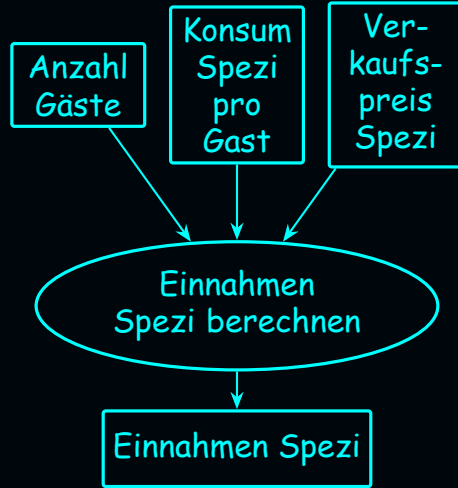 Anzahl
Gäste
Konsum
Spezi
pro
Gast
Ver-
kaufs-
preis
Spezi
Einnahmen
Spezi berechnen
Einnahmen Spezi